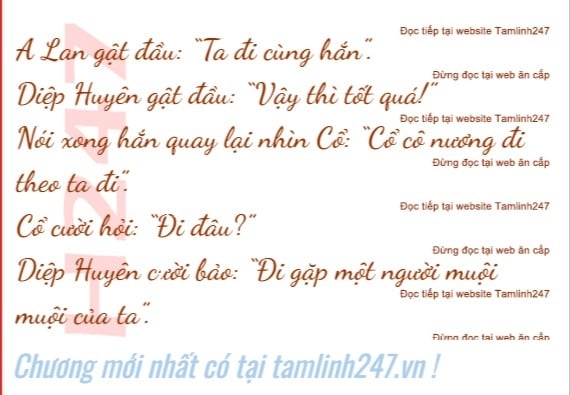 Đọc tiếp tại website Tamlinh247
A Lan gật đầu: “Ta đi cùng hắn”.
Đừng đọc tại web ăn cắp
Diệp Huyên gật đầu: “Vậy thì tốt quá!”
Đọc tiếp tại website Tamlinh247
Nói xong hắn quay lại nhìn Cổ: “Cổ cô nương đi
Đừng đọc tại web ăn cắp
theo ta đi”.
Đọc tiếp tại website Tamlinh247
Cổ cười hỏi: “Đi đâu?”
Đừng đọc tại web ăn cắp
Diệp Huyên cười bảo: “Đi gặp một người muội
Đọc tiếp tại website Tamlinh247
muội của ta”.
Đừng đọc tại web ăn cắp
H247
Chương mới nhất có tại tamlinh247.vn !